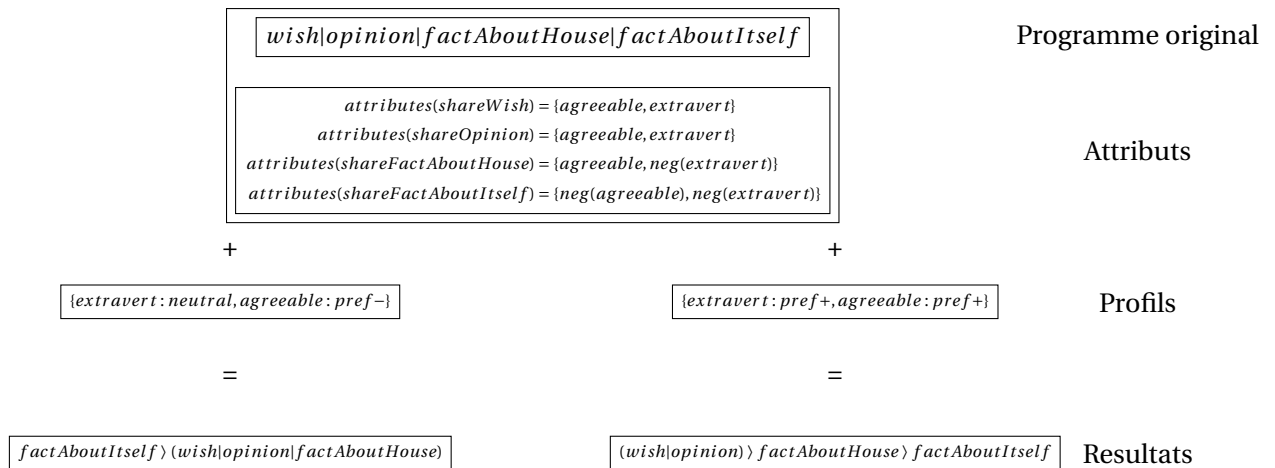 wish|opinion|factAboutHouse|factAboutItself
Programme original
attributes(shareWish) = {agreeable,extravert}
attributes(shareOpinion) = {agreeable,extravert}
attributes(shareFactAboutHouse) = {agreeable,neg(extravert)}
attributes(shareFactAboutItself) = {neg(agreeable),neg(extravert)}
Attributs
+ +
{extravert:neutral,agreeable:pref−} {extravert:pref+,agreeable:pref+} Profils
= =
factAboutItself⟩(wish|opinion|factAboutHouse) (wish|opinion)⟩factAboutHouse⟩factAboutItself Resultats